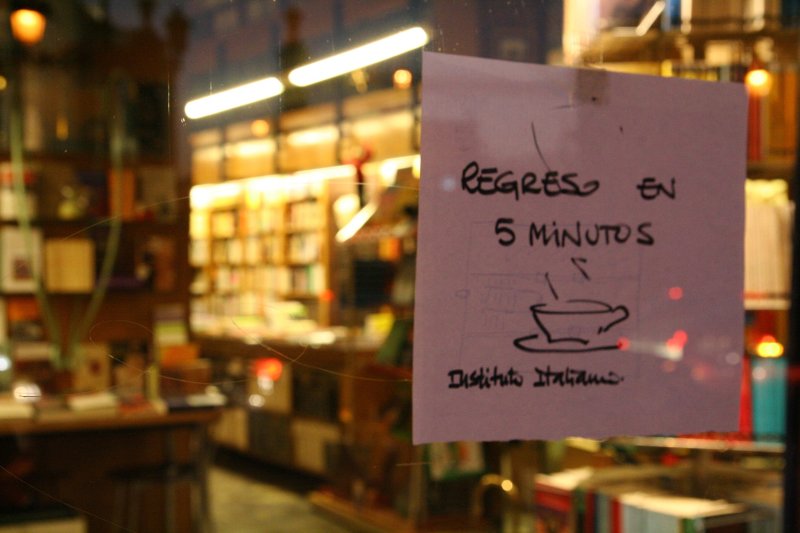 REGRESO EN
5 MINUTOS
Instituto Italiano.